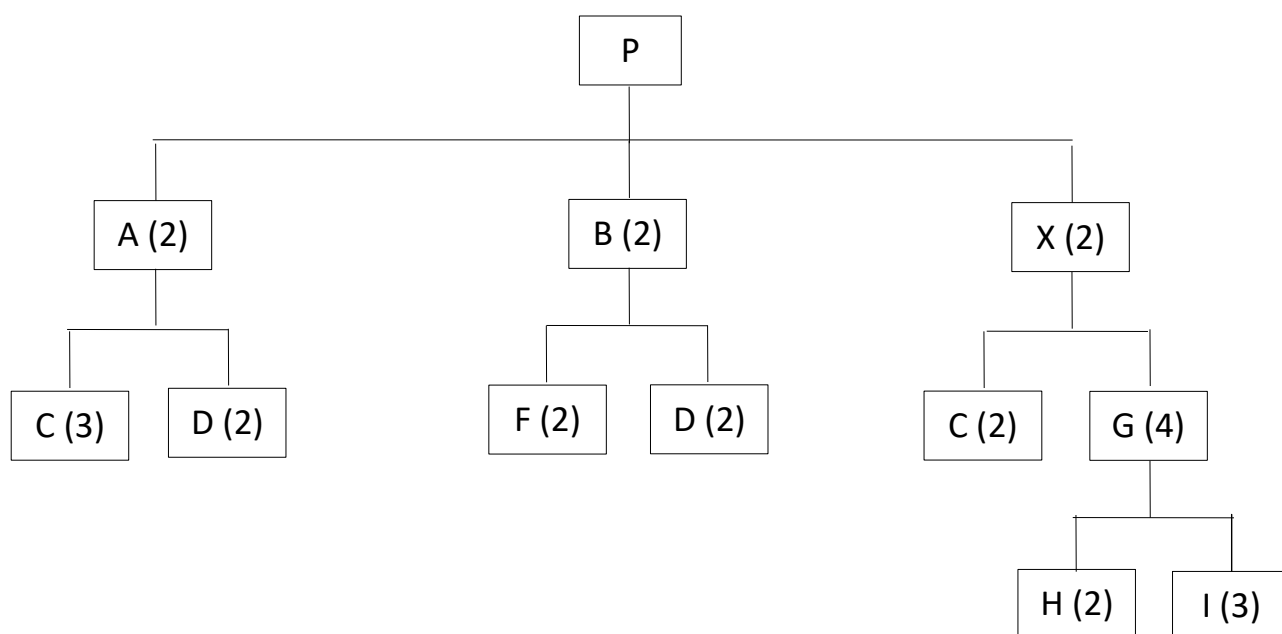 P
A (2)
B (2)
X (2)
C (3)
D (2)
F (2)
D (2)
C (2)
G (4)
H (2)
I (3)